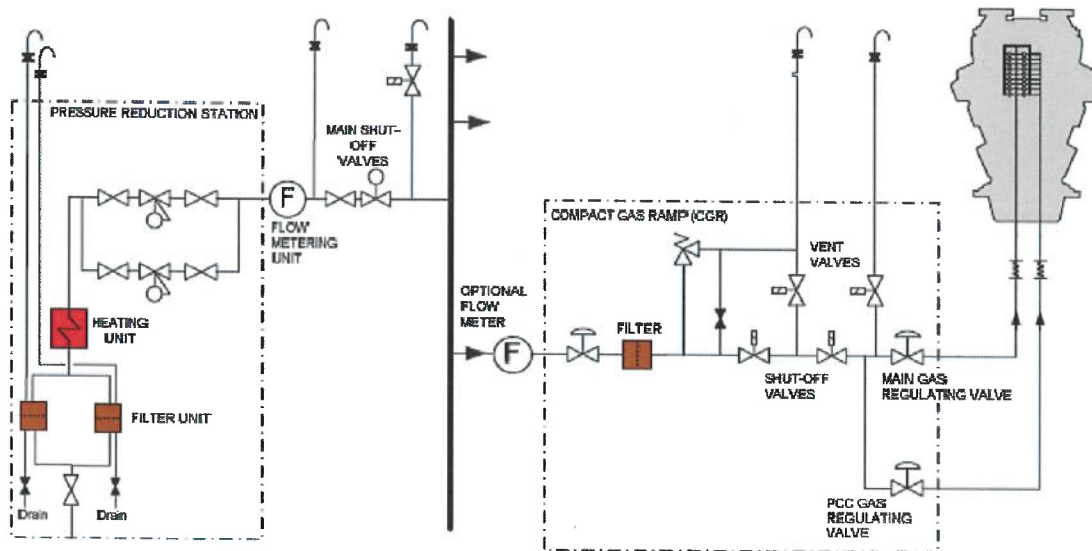 PRESSURE REDUCTION STATION
MAIN SHUT-
OFF
VALVES
F
FLOW
METERING
UNIT
HEATING
UNIT
FILTER UNIT
Drain
Drain
COMPACT GAS RAMP (CGR)
OPTIONAL
FLOW
METER
F
FILTER
VENT
VALVES
SHUT-OFF
VALVES
MAIN GAS
REGULATING VALVE
PCC GAS
REGULATING
VALVE